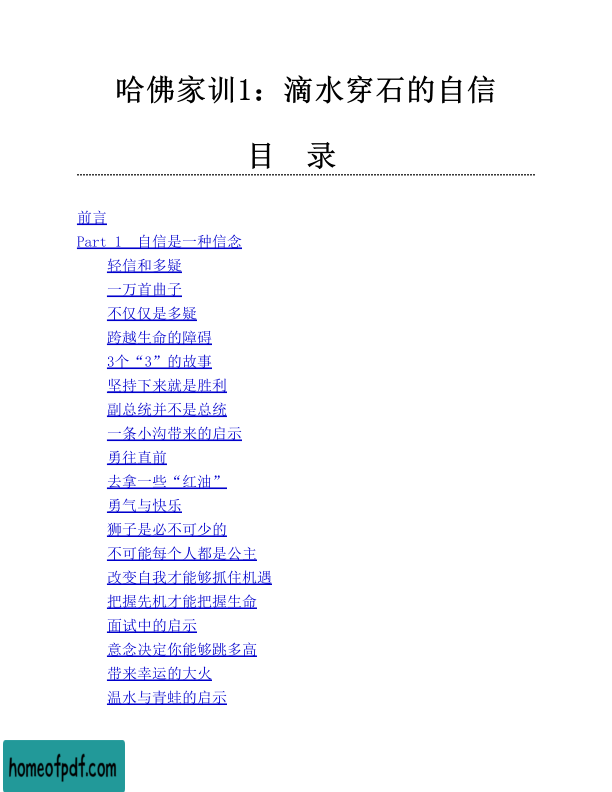 哈佛家训1：滴水穿石的自信
目 录
前言
Part 1 自信是一种信念
轻信和多疑
一万首曲子
不仅仅是多疑
跨越生命的障碍
3个“3”的故事
坚持下来就是胜利
副总统并不是总统
一条小沟带来的启示
勇往直前
去拿一些“红油”
勇气与快乐
狮子是必不可少的
不可能每个人都是公主
改变自我才能够抓住机遇
把握先机才能把握生命
面试中的启示
意念决定你能够跳多高
带来幸运的大火
温水与青蛙的启示
homeofpdf.com